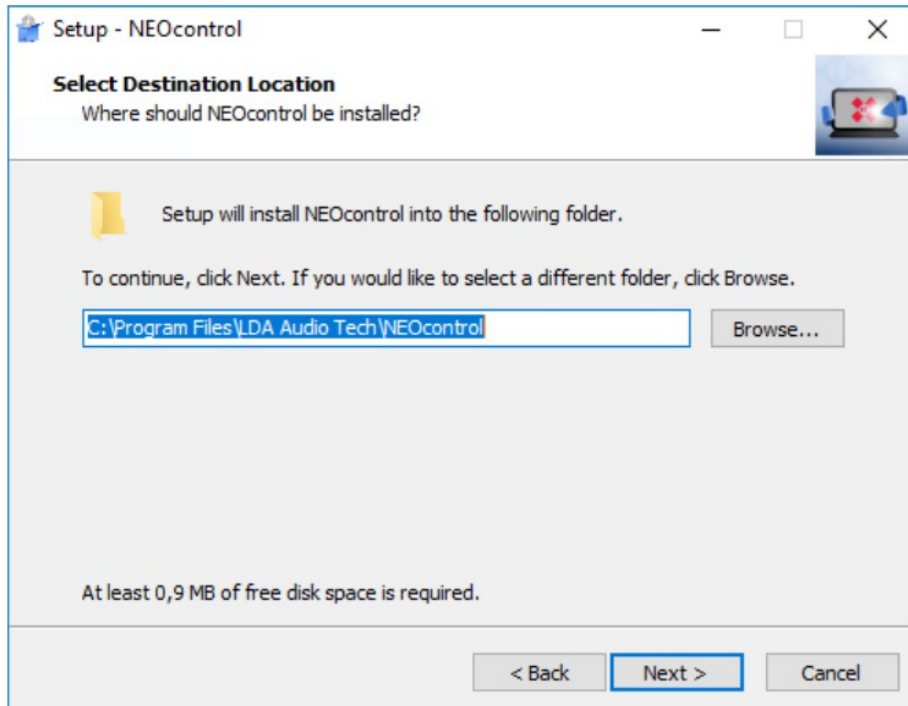 Setup - NEOcontrol
Select Destination Location
Where should NEOcontrol be installed?
Setup will install NEOcontrol into the following folder.
To continue, click Next. If you would like to select a different folder, click Browse.
C:\Program Files\LDA Audio Tech\NEOcontrol
Browse...
At least 0,9 MB of free disk space is required.
< Back
Next >
Cancel